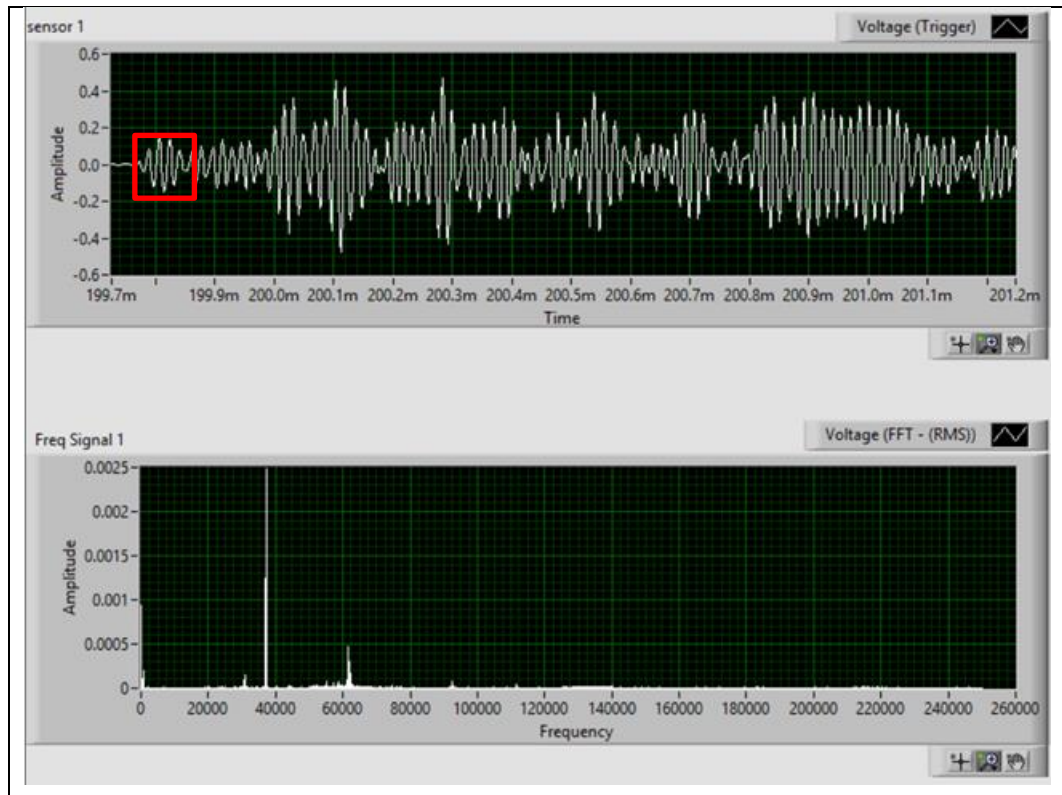 sensor 1
Voltage (Trigger)
0.6
0.4
0.2
0.0
-0.2
-0.4
-0.6
Amplitude
199.7m 199.9m 200.0m 200.1m 200.2m 200.3m 200.4m 200.5m 200.6m 200.7m 200.8m 200.9m 201.0m 201.1m 201.2m
Time
Freq Signal 1
Voltage (FFT - (RMS))
0.0025
0.002
0.0015
0.001
0.0005
0
Amplitude
0 20000 40000 60000 80000 100000 120000 140000 160000 180000 200000 220000 240000 260000
Frequency